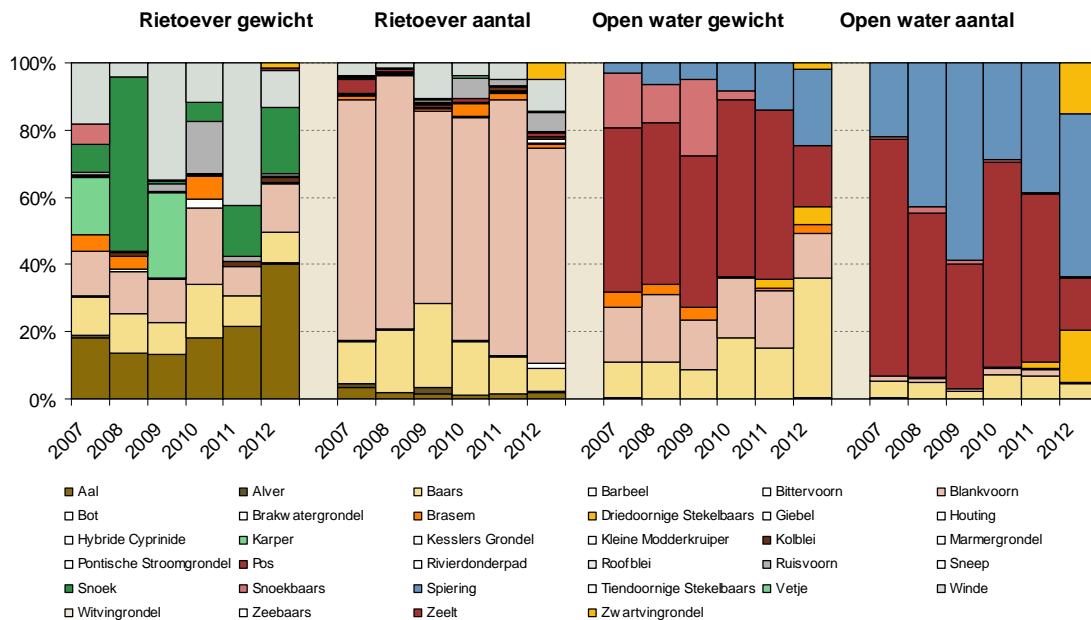 Rietoever gewicht Rietoever aantal Open water gewicht Open water aantal
100%
80%
60%
40%
20%
0%
2007 2008 2009 2010 2011 2012 2007 2008 2009 2010 2011 2012 2007 2008 2009 2010 2011 2012 2007 2008 2009 2010 2011 2012
Aal Alver Baars Barbeel Bittervoorn Blankvoorn
Bot Brakwatergrondel Brasem Driedoornige Stekelbaars Giebel Houting
Hybride Cyprinide Karper Kesslers Grondel Kleine Modderkruiper Kolblei Marmergrondel
Pontische Stroomgrondel Pos Rivierdonderpad Roofblei Ruisvoorn Sneep
Snoek Snoekbaars Spiering Tiendoornige Stekelbaars Vetje Winde
Witvingrondel Zeebaars Zeelt Zwartvingrondel